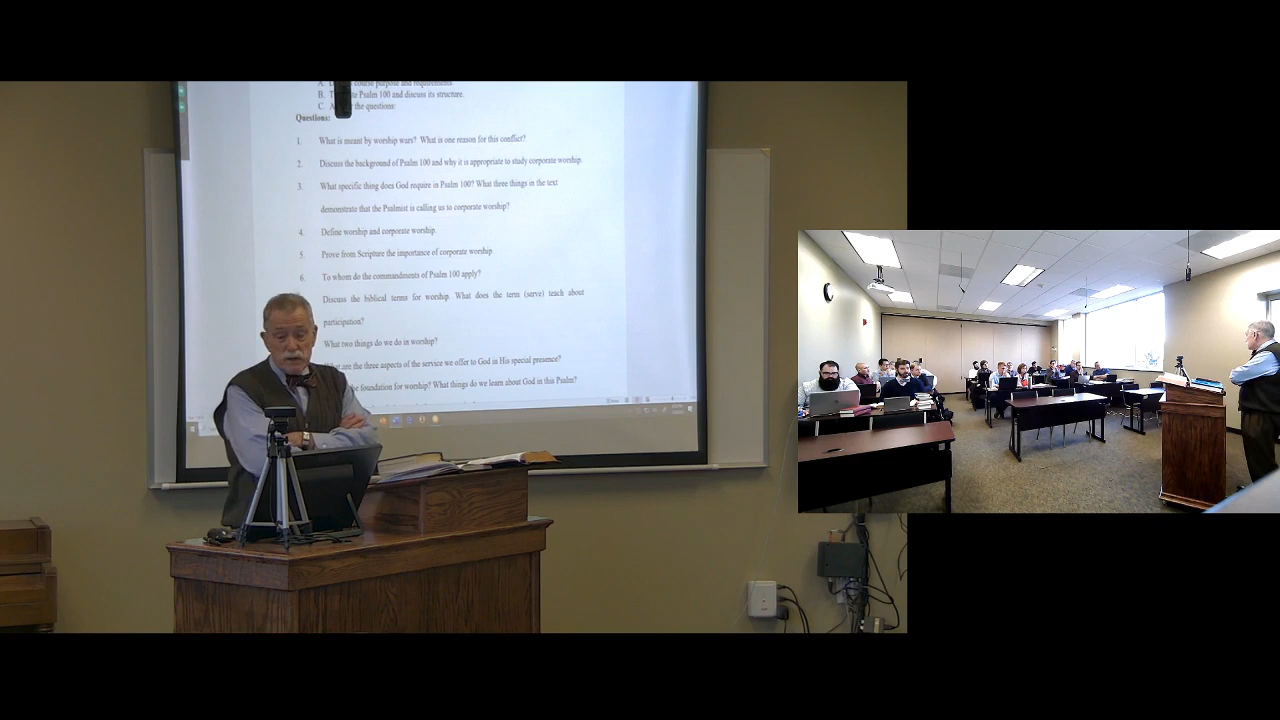 course purpose and requirements
B. Psalm 100 and discuss its structure.
C. the questions:
Questions:
1. What is meant by worship wars? What is one reason for this conflict?
2. Discuss the background of Psalm 100 and why it is appropriate to study corporate worship.
3. What specific thing does God require in Psalm 100? What three things in the text
demonstrate that the Psalmist is calling us to corporate worship?
4. Define worship and corporate worship.
5. Prove from Scripture the importance of corporate worship.
6. To whom do the commandments of Psalm 100 apply?
Discuss the biblical terms for worship. What does the term (serve) teach about
participation?
What two things do we do in worship?
are the three aspects of the service we offer to God in His special presence?
the foundation for worship? What things do we learn about God in this Psalm?